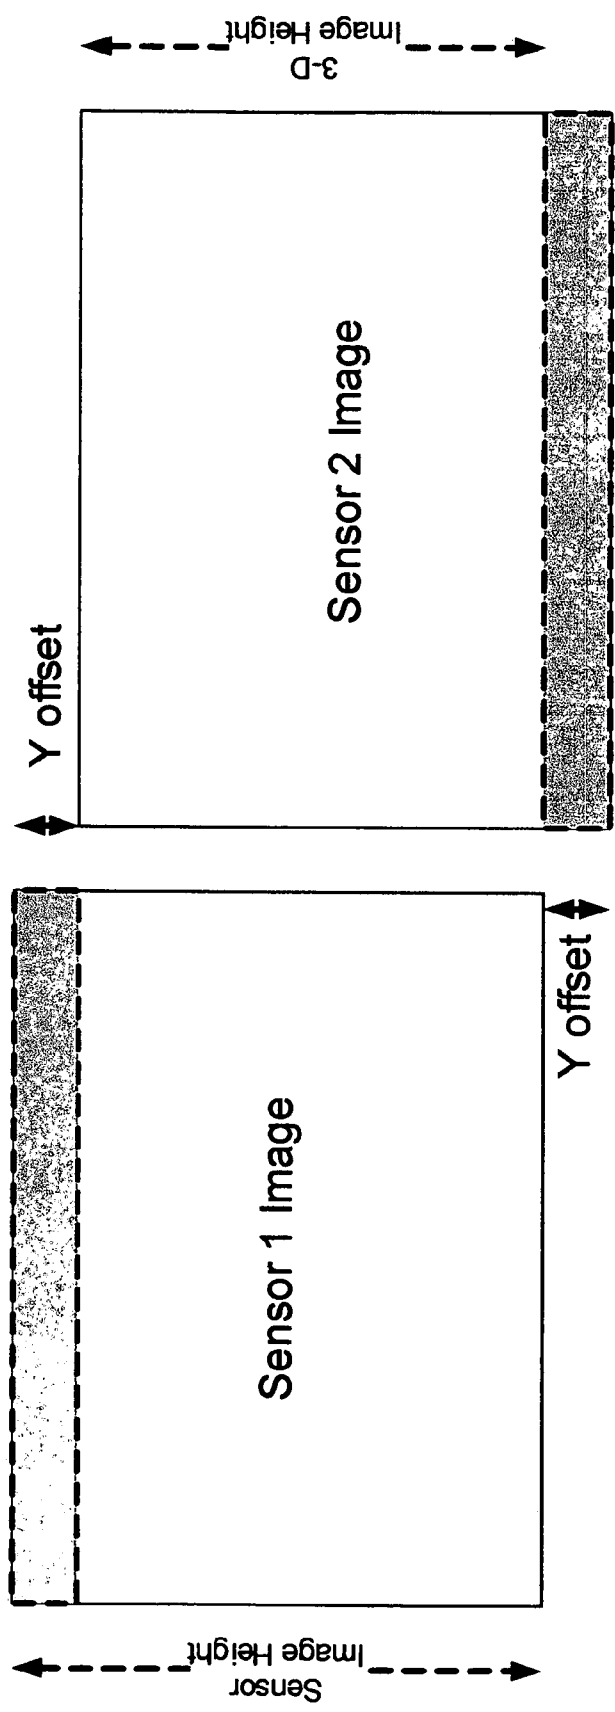 Sensor
Image Height
Sensor 1 Image
Y offset
Y offset
Sensor 2 Image
3-D
Image Height